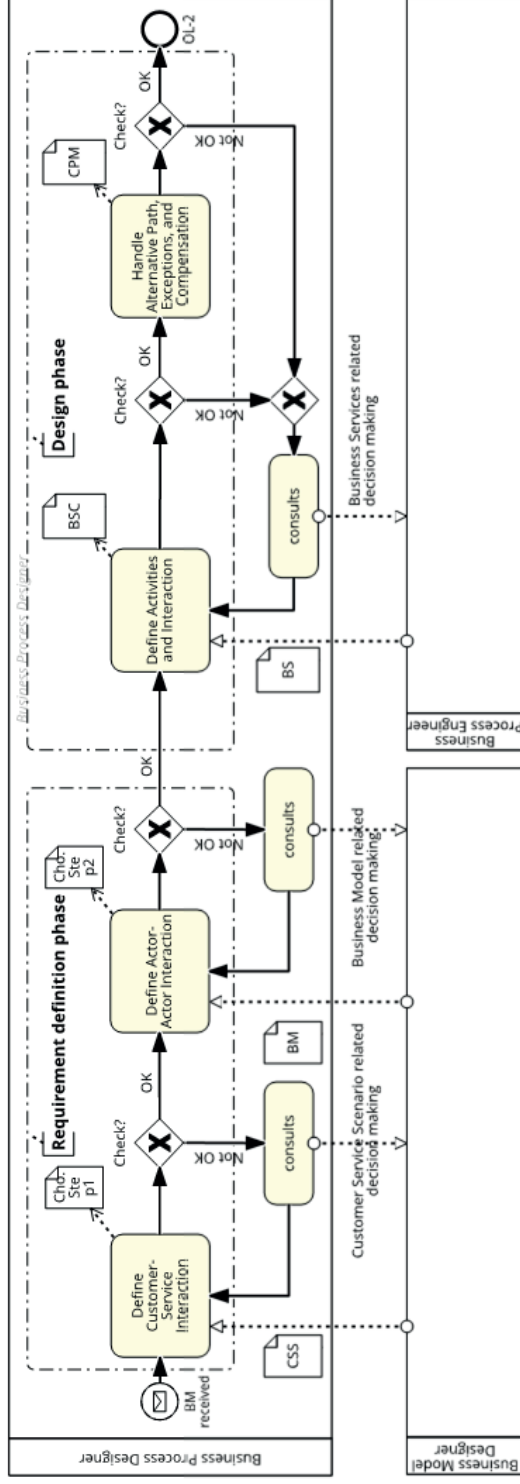 Business Process Designer
BM
received
Define
Customer-
Service
Interaction
Cho.
Ste
p1
Requirement definition phase
Check?
OK
Not OK
consults
CSS
Customer Service Scenario related
decision making
Define Actor-
Actor Interaction
Cho.
Ste
p2
Check?
OK
Not OK
consults
BM
Business Model related
decision making
Business Process Designer
Design phase
Define Activities
and Interaction
BSC
Check?
OK
Not OK
consults
BS
Business Services related
decision making
Handle
Alternative Path,
Exceptions, and
Compensation
CPM
Check?
OK
Not OK
OL-2
Business Model
Designer
Business
Process Engineer